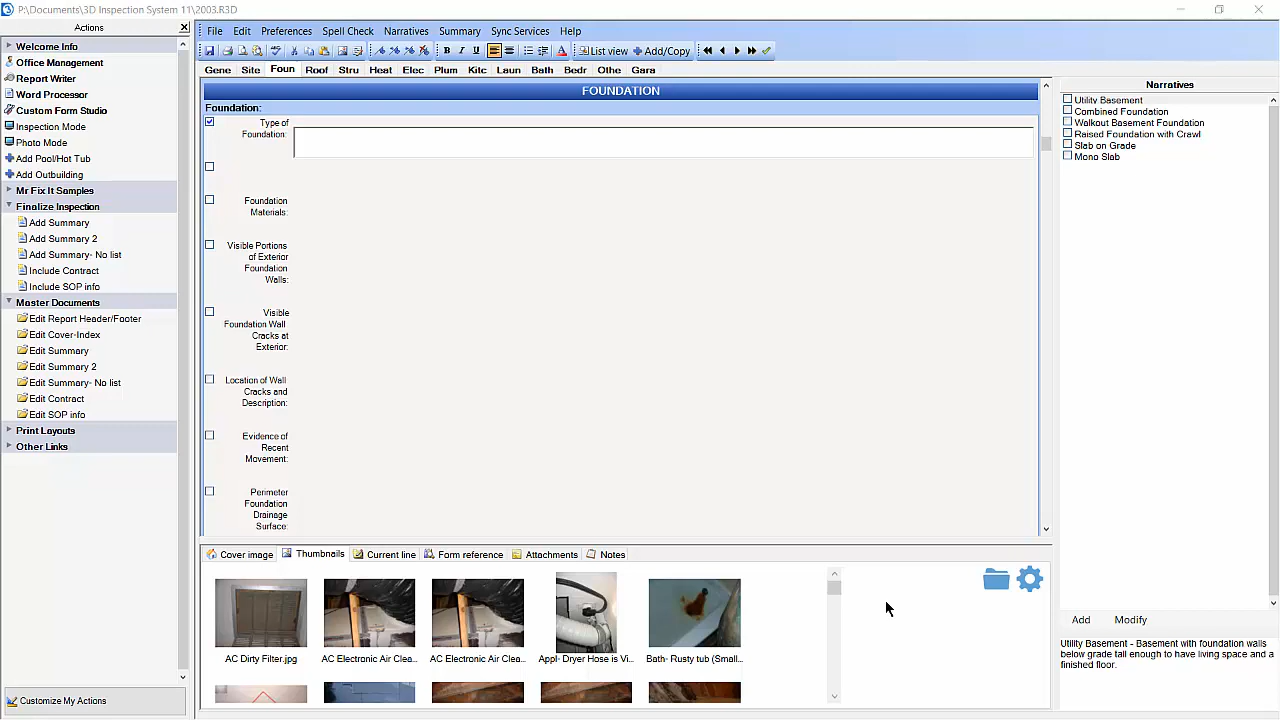 P:\Documents\3D Inspection System 11\2003.R3D
Actions
Welcome Info
Office Management
Report Writer
Word Processor
Custom Form Studio
Inspection Mode
Photo Mode
Add Pool/Hot Tub
Add Outbuilding
Mr Fix It Samples
Finalize Inspection
Add Summary
Add Summary 2
Add Summary- No list
Include Contract
Include SOP info
Master Documents
Edit Report Header/Footer
Edit Cover-Index
Edit Summary
Edit Summary 2
Edit Summary- No list
Edit Contract
Edit SOP info
Print Layouts
Other Links
Customize My Actions
File Edit Preferences Spell Check Narratives Summary Sync Services Help
B I U A List view Add/Copy
Gene Site Foun Roof Stru Heat Elec Plum Kitc Laun Bath Bedr Othe Gara
FOUNDATION
Foundation:
Type of
Foundation:
Foundation
Materials:
Visible Portions
of Exterior
Foundation
Walls:
Visible
Foundation Wall
Cracks at
Exterior:
Location of Wall
Cracks and
Description:
Evidence of
Recent
Movement:
Perimeter
Foundation
Drainage
Surface:
Cover image Thumbnails Current line Form reference Attachments Notes
AC Dirty Filter.jpg AC Electronic Air Clea... AC Electronic Air Clea... Appl- Dryer Hose is Vi... Bath- Rusty tub (Small...
Narratives
Utility Basement
Combined Foundation
Walkout Basement Foundation
Raised Foundation with Crawl
Slab on Grade
Mono Slab
Add Modify
Utility Basement - Basement with foundation walls
below grade tall enough to have living space and a
finished floor.